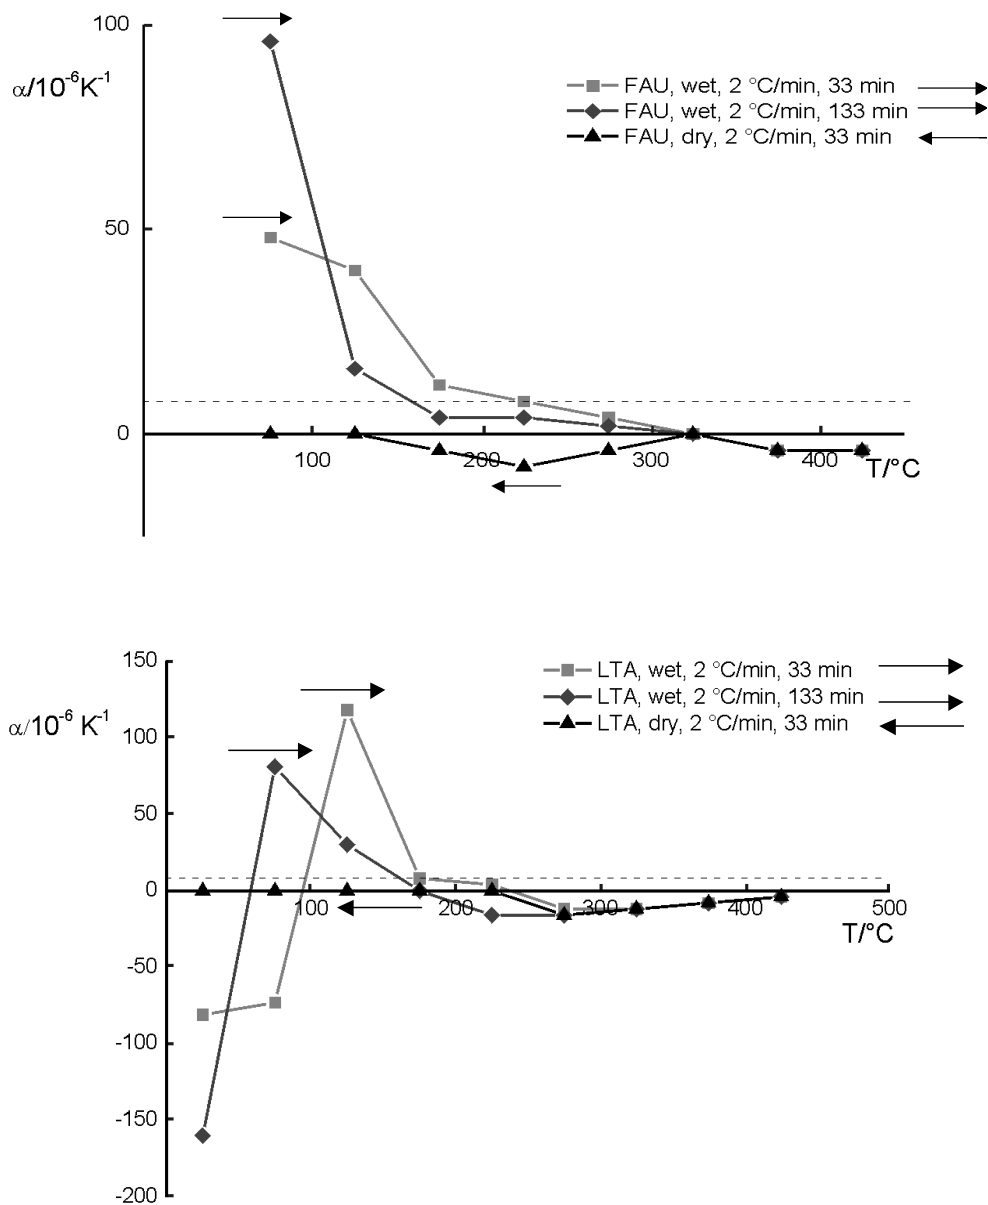 100
α/10⁻⁶K⁻¹
FAU, wet, 2 °C/min, 33 min
FAU, wet, 2 °C/min, 133 min
FAU, dry, 2 °C/min, 33 min
50
0
100 200 300 400
T/°C
150
LTA, wet, 2 °C/min, 33 min
LTA, wet, 2 °C/min, 133 min
LTA, dry, 2 °C/min, 33 min
α/10⁻⁶ K⁻¹
100
50
0
100 200 300 400 500
T/°C
-50
-100
-150
-200